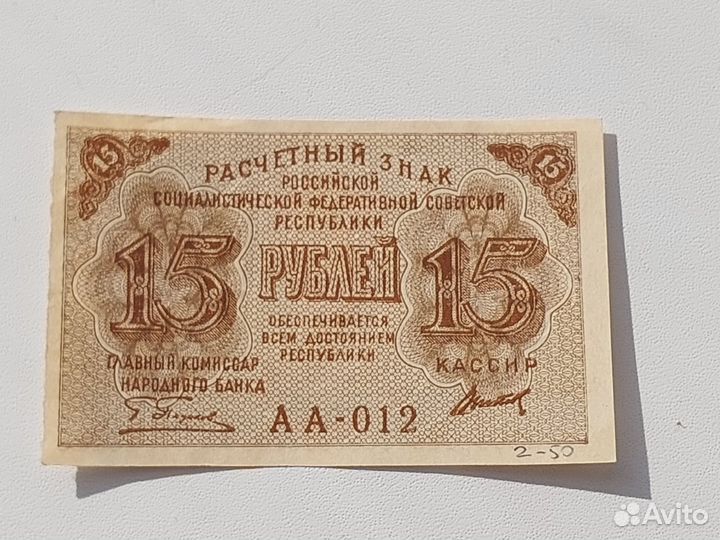 15
15
РАСЧЕТНЫЙ ЗНАК
РОССИЙСКОЙ
СОЦИАЛИСТИЧЕСКОЙ ФЕДЕРАТИВНОЙ СОВЕТСКОЙ
РЕСПУБЛИКИ
15 РУБЛЕЙ 15
ОБЕСПЕЧИВАЕТСЯ
ВСЕМ ДОСТОЯНИЕМ
РЕСПУБЛИКИ
ГЛАВНЫЙ КОМИССАР
НАРОДНОГО БАНКА
КАССИР
АА-012
2-50
Avito